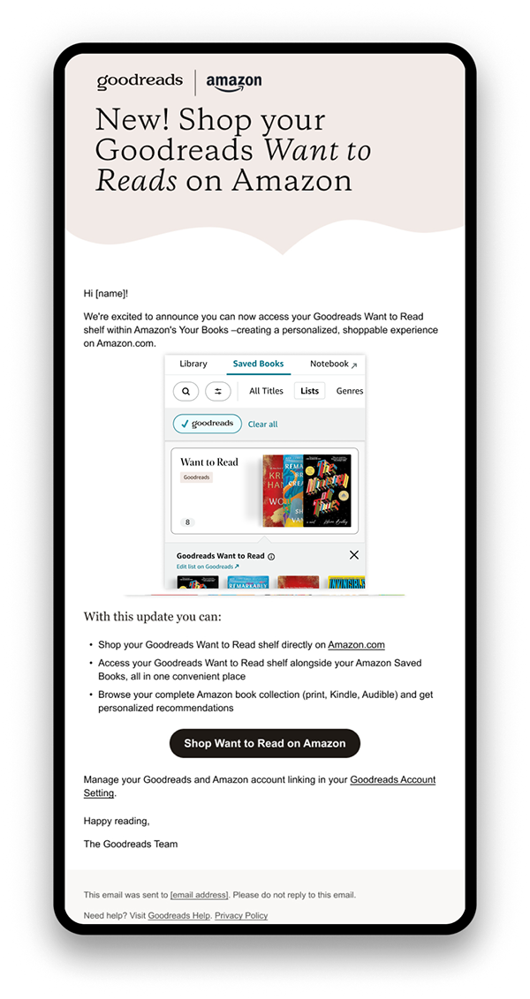 goodreads | amazon
New! Shop your
Goodreads Want to
Reads on Amazon
Hi [name]!
We're excited to announce you can now access your Goodreads Want to Read
shelf within Amazon's Your Books –creating a personalized, shoppable experience
on Amazon.com.
Library Saved Books Notebook ↗
All Titles Lists Genres
✓ goodreads Clear all
Want to Read
Goodreads
8
Goodreads Want to Read
Edit list on Goodreads ↗
REMARKABLY
With this update you can:
• Shop your Goodreads Want to Read shelf directly on Amazon.com
• Access your Goodreads Want to Read shelf alongside your Amazon Saved
Books, all in one convenient place
• Browse your complete Amazon book collection (print, Kindle, Audible) and get
personalized recommendations
Shop Want to Read on Amazon
Manage your Goodreads and Amazon account linking in your Goodreads Account
Setting.
Happy reading,
The Goodreads Team
This email was sent to [email address]. Please do not reply to this email.
Need help? Visit Goodreads Help. Privacy Policy